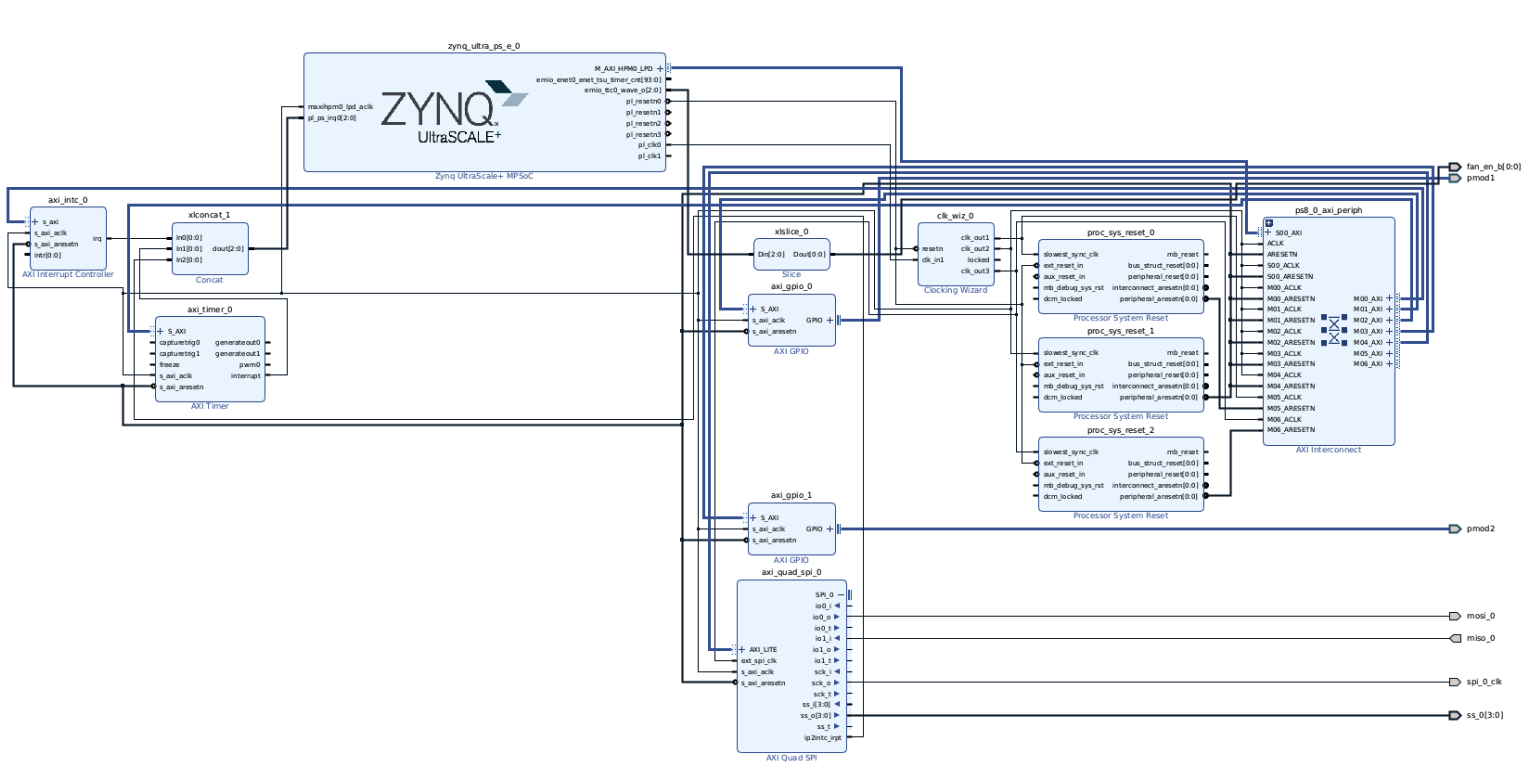 zynq_ultra_ps_e_0
M_AXI_HPM0_LPD
emio_enet0_enet_tsu_timer_cnt[93:0]
emio_ttc0_wave_o[2:0]
maxihpm0_lpd_aclk
pl_resetn0
pl_ps_irq0[2:0]
pl_resetn1
pl_resetn2
pl_resetn3
pl_clk0
pl_clk1
ZYNQ
UltraSCALE+
Zynq UltraScale+ MPSoC
fan_en_b[0:0]
pmod1
axi_intc_0
s_axi
s_axi_aclk
s_axi_aresetn
intr[0:0]
irq
AXI Interrupt Controller
xlconcat_1
In0[0:0]
In1[0:0]
In2[0:0]
dout[2:0]
Concat
axi_timer_0
S_AXI
capturetrig0
capturetrig1
freeze
s_axi_aclk
s_axi_aresetn
generateout0
generateout1
pwm0
interrupt
AXI Timer
xlslice_0
Din[2:0]
Dout[0:0]
Slice
axi_gpio_0
S_AXI
s_axi_aclk
s_axi_aresetn
GPIO
AXI GPIO
clk_wiz_0
resetn
clk_in1
clk_out1
clk_out2
locked
clk_out3
Clocking Wizard
proc_sys_reset_0
slowest_sync_clk
ext_reset_in
aux_reset_in
mb_debug_sys_rst
dcm_locked
mb_reset
bus_struct_reset[0:0]
peripheral_reset[0:0]
interconnect_aresetn[0:0]
peripheral_aresetn[0:0]
Processor System Reset
proc_sys_reset_1
slowest_sync_clk
ext_reset_in
aux_reset_in
mb_debug_sys_rst
dcm_locked
mb_reset
bus_struct_reset[0:0]
peripheral_reset[0:0]
interconnect_aresetn[0:0]
peripheral_aresetn[0:0]
Processor System Reset
proc_sys_reset_2
slowest_sync_clk
ext_reset_in
aux_reset_in
mb_debug_sys_rst
dcm_locked
mb_reset
bus_struct_reset[0:0]
peripheral_reset[0:0]
interconnect_aresetn[0:0]
peripheral_aresetn[0:0]
Processor System Reset
ps8_0_axi_periph
S00_AXI
ACLK
ARESETN
S00_ACLK
S00_ARESETN
M00_ACLK
M00_ARESETN
M01_ACLK
M01_ARESETN
M02_ACLK
M02_ARESETN
M03_ACLK
M03_ARESETN
M04_ACLK
M04_ARESETN
M05_ACLK
M05_ARESETN
M06_ACLK
M06_ARESETN
M00_AXI
M01_AXI
M02_AXI
M03_AXI
M04_AXI
M05_AXI
M06_AXI
AXI Interconnect
axi_gpio_1
S_AXI
s_axi_aclk
s_axi_aresetn
GPIO
AXI GPIO
pmod2
axi_quad_spi_0
AXI_LITE
ext_spi_clk
s_axi_aclk
s_axi_aresetn
SPI_0
io0_i
io0_o
io0_t
io1_i
io1_o
io1_t
sck_i
sck_o
sck_t
ss_i[3:0]
ss_o[3:0]
ss_t
ip2intc_irpt
AXI Quad SPI
mosi_0
miso_0
spi_0_clk
ss_0[3:0]